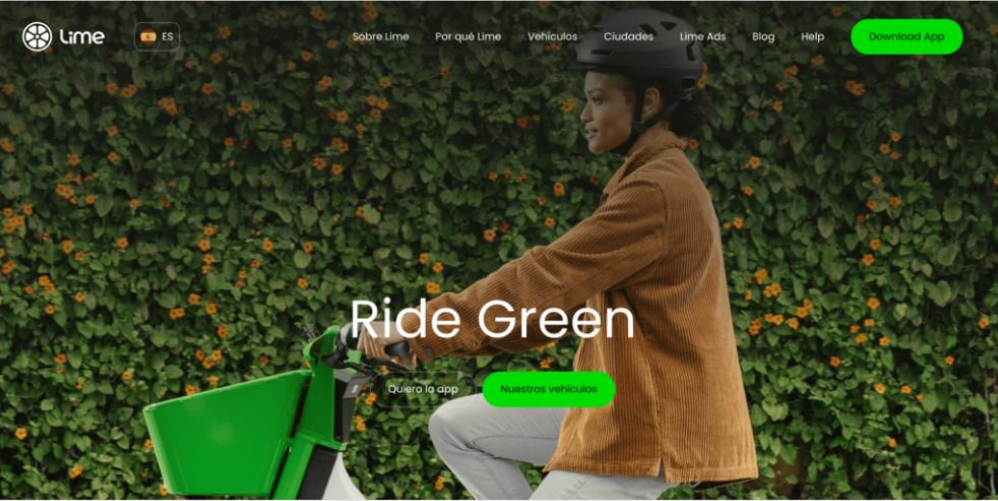 Lime
ES
Sobre Lime
Por qué Lime
Vehículos
Ciudades
Lime Ads
Blog
Help
Download App
Ride Green
Quiero la app
Nuestros vehículos